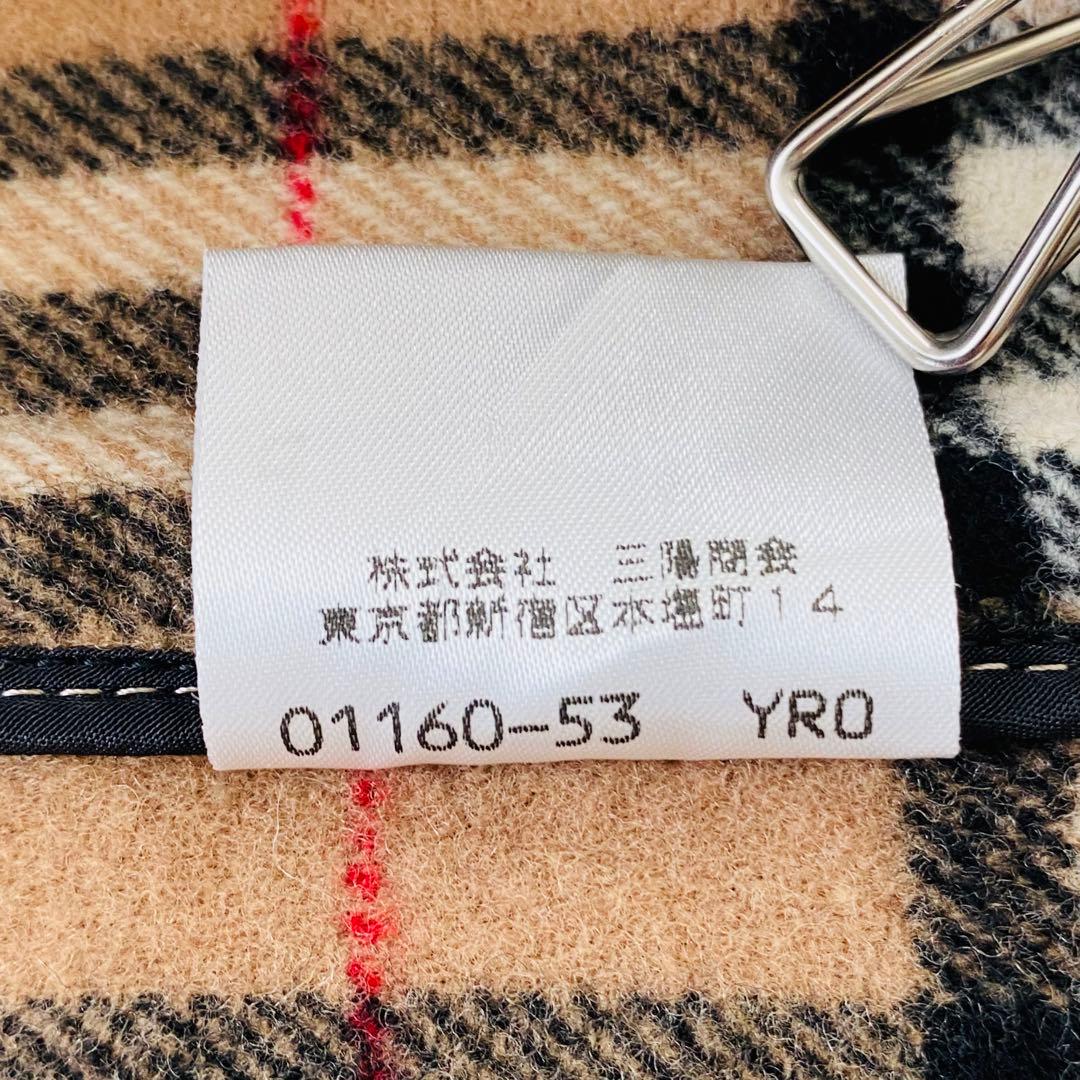 株式会社　三陽商会
東京都新宿区本塩町１４
01160-53 YRO